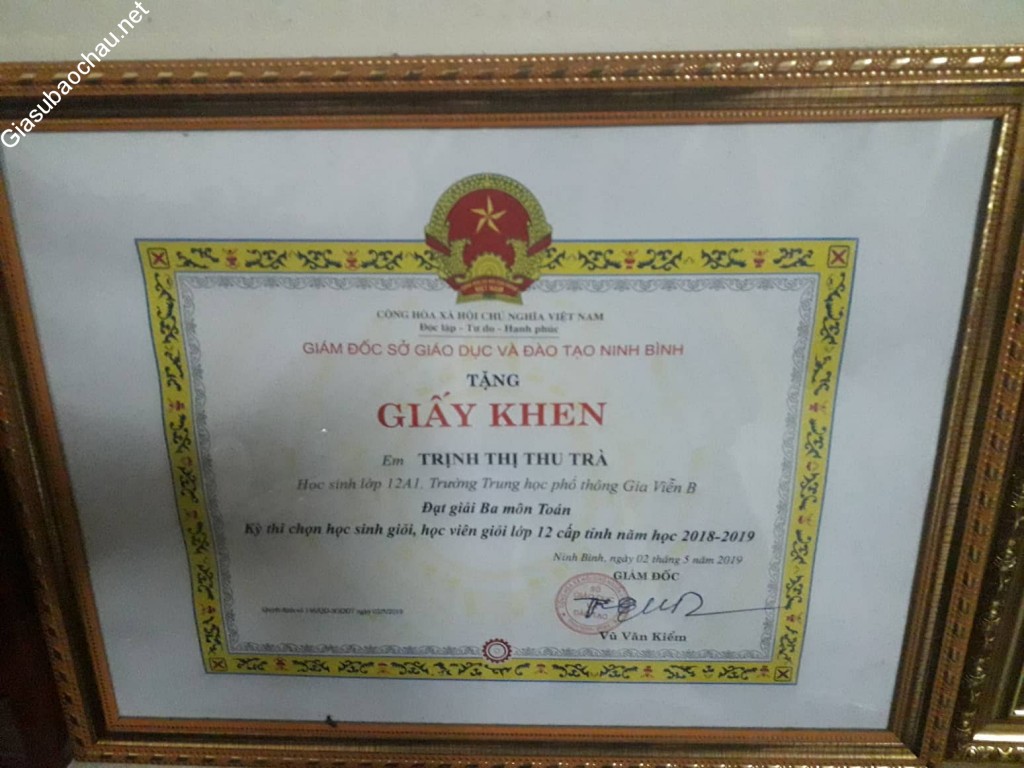 Giasubaochau.net
CỘNG HÒA XÃ HỘI CHỦ NGHĨA VIỆT NAM
Độc lập - Tự do - Hạnh phúc
GIÁM ĐỐC SỞ GIÁO DỤC VÀ ĐÀO TẠO NINH BÌNH
TẶNG
GIẤY KHEN
Em TRỊNH THỊ THU TRÀ
Học sinh lớp 12A1, Trường Trung học phổ thông Gia Viễn B
Đạt giải Ba môn Toán
Kỳ thi chọn học sinh giỏi, học viên giỏi lớp 12 cấp tỉnh năm học 2018-2019
Ninh Bình, ngày 02 tháng 5 năm 2019
GIÁM ĐỐC
Vũ Văn Kiểm